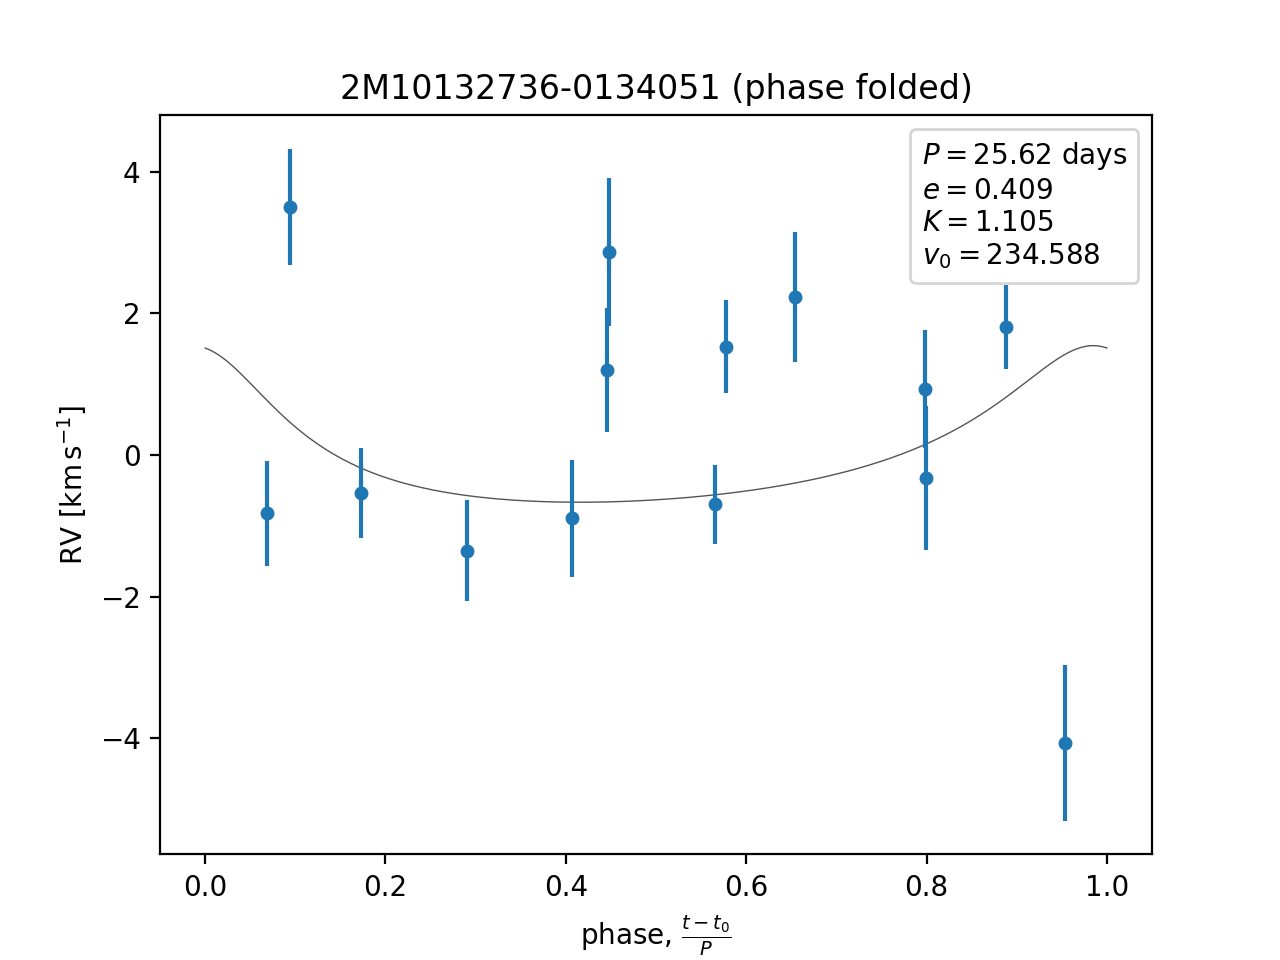 2M10132736-0134051 (phase folded)
P = 25.62 days
e = 0.409
K = 1.105
v₀ = 234.588
4
2
0
−2
−4
RV [km s⁻¹]
0.0 0.2 0.4 0.6 0.8 1.0
phase, (t − t₀)/P